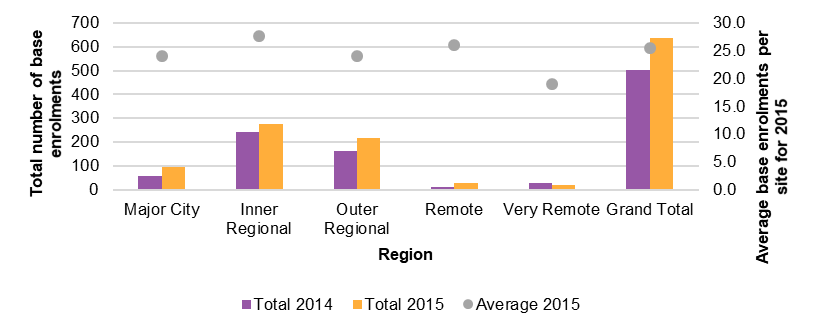 700
600
500
400
300
200
100
0
Total number of base
enrolments
30.0
25.0
20.0
15.0
10.0
5.0
0.0
Average base enrolments per
site for 2015
Major City
Inner
Regional
Outer
Regional
Remote
Very Remote
Grand Total
Region
Total 2014
Total 2015
Average 2015